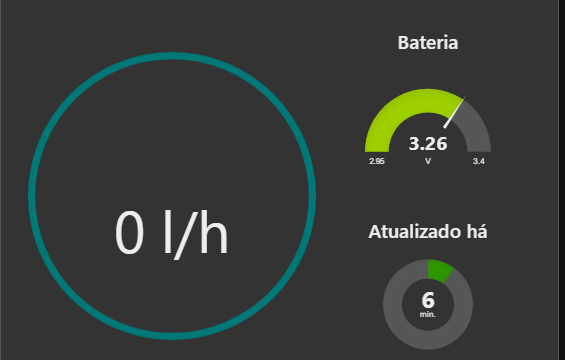 0 l/h
Bateria
3.26
2.95
V
3.4
Atualizado há
6
min.